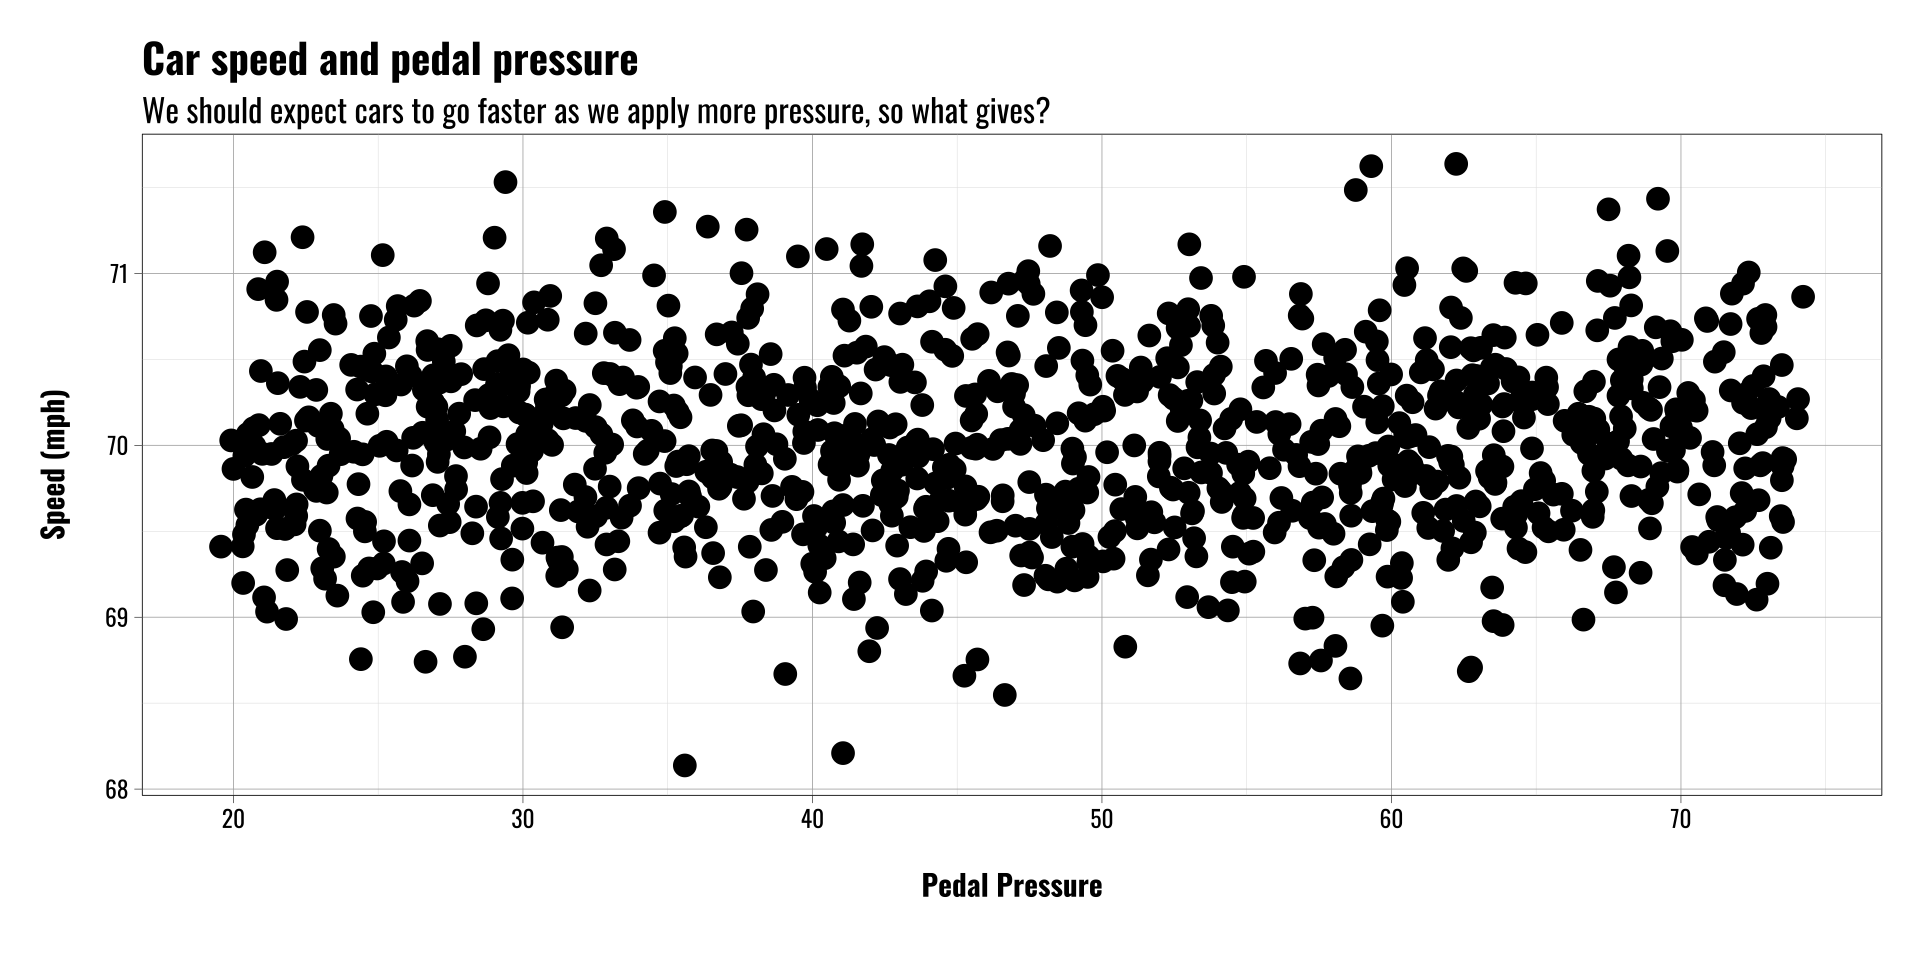 Car speed and pedal pressure
We should expect cars to go faster as we apply more pressure, so what gives?
Speed (mph)
71
70
69
68
20 30 40 50 60 70
Pedal Pressure